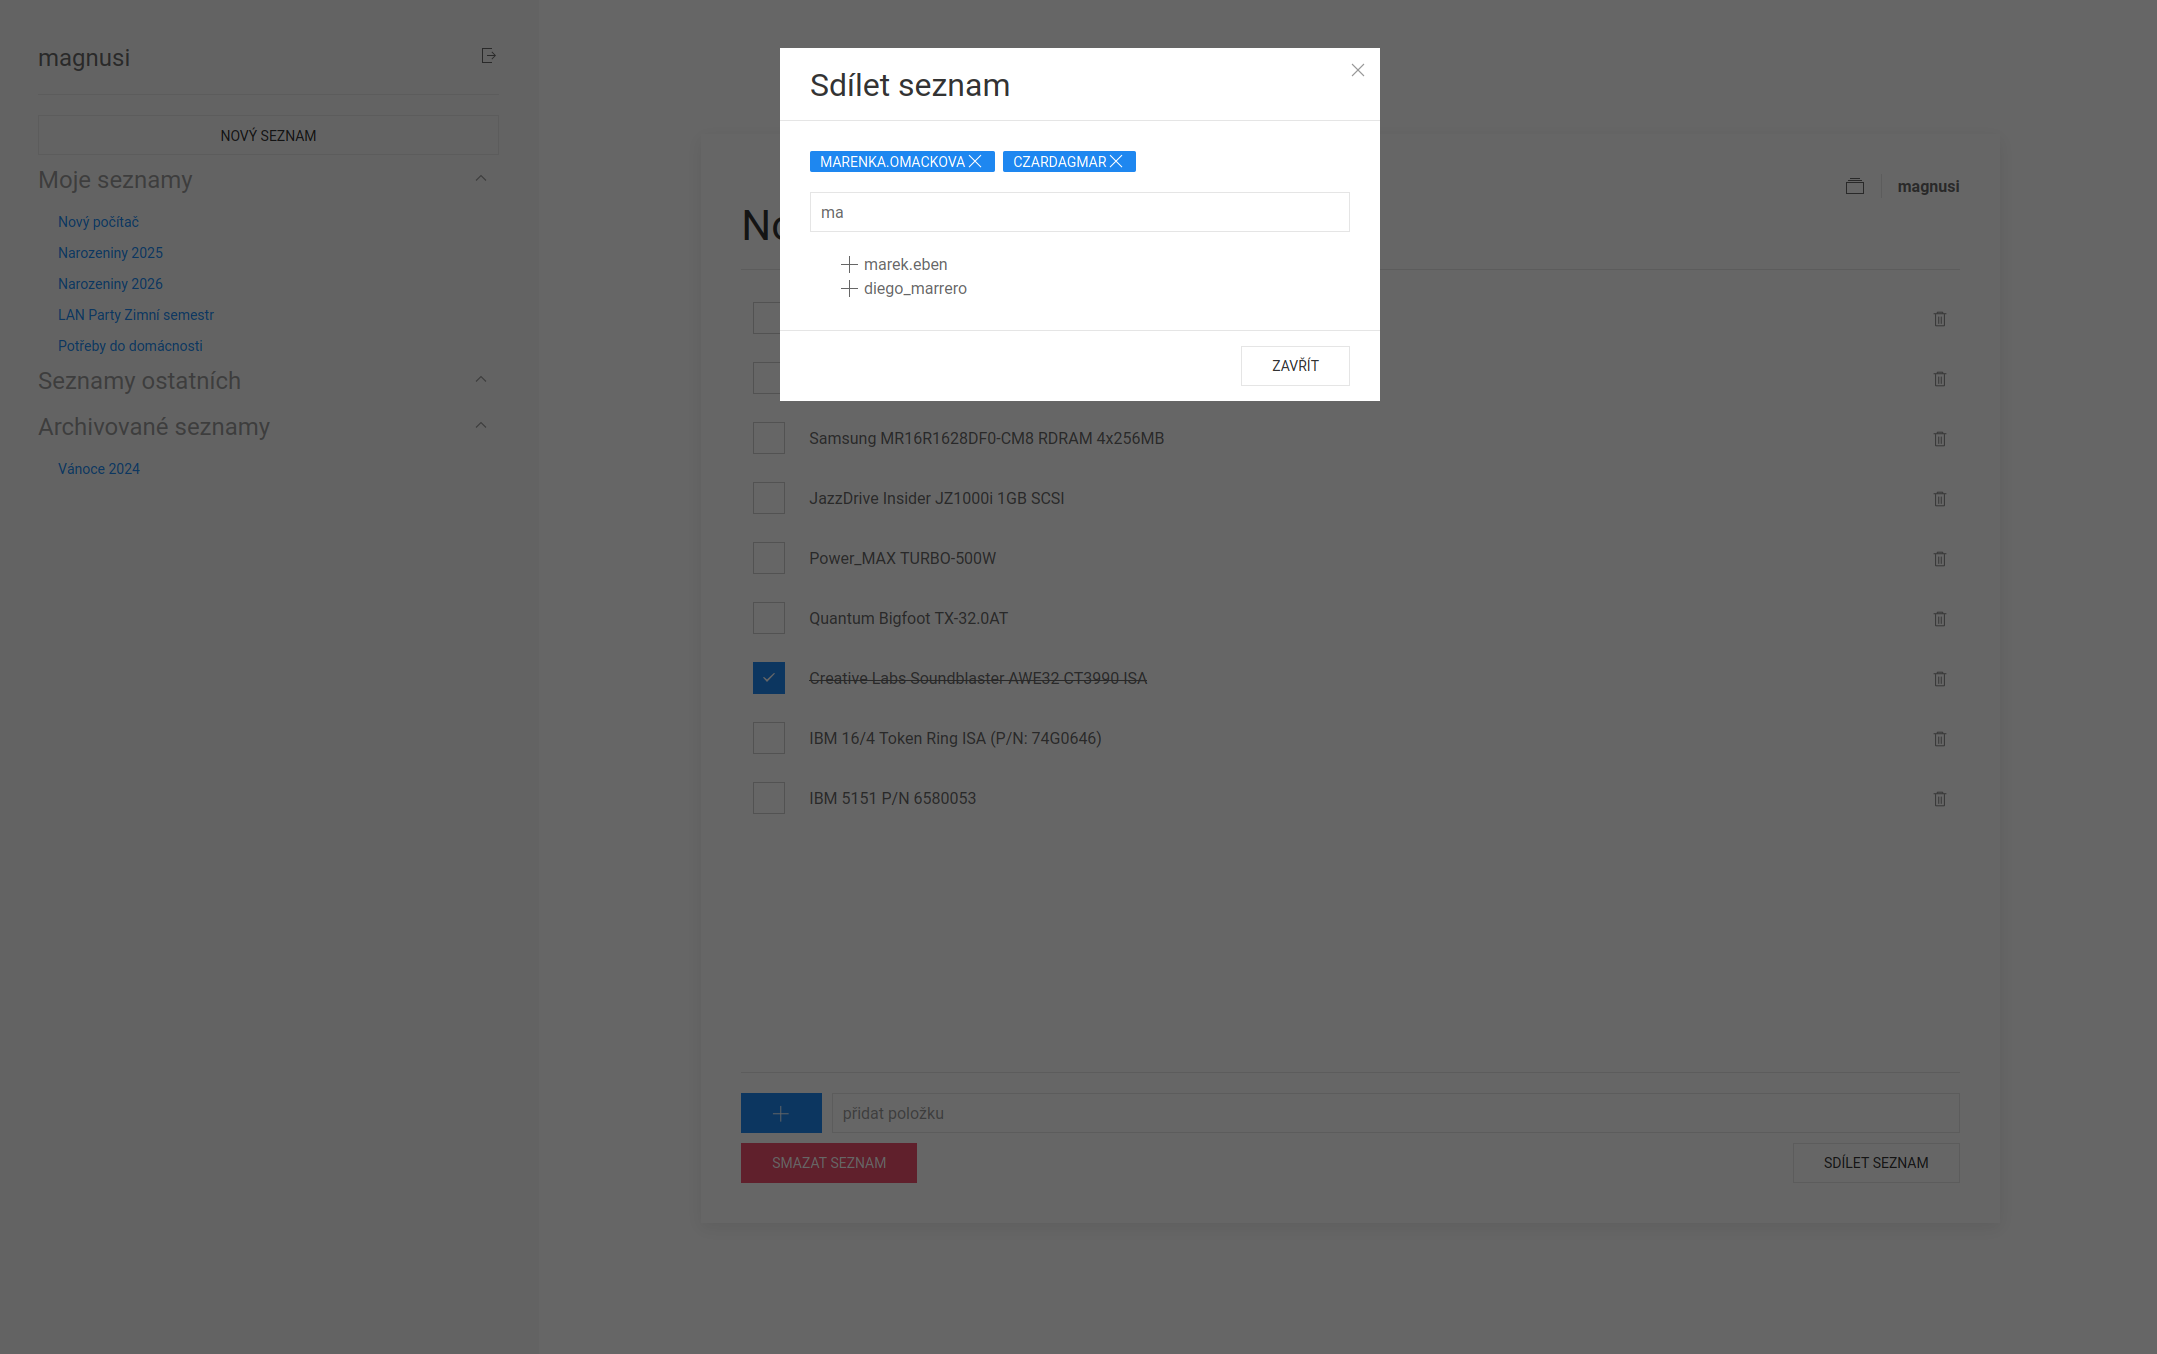 magnusi
NOVÝ SEZNAM
Moje seznamy
Nový počítač
Narozeniny 2025
Narozeniny 2026
LAN Party Zimní semestr
Potřeby do domácnosti
Seznamy ostatních
Archivované seznamy
Vánoce 2024
Sdílet seznam
MARENKA.OMACKOVA CZARDAGMAR
ma
marek.eben
diego_marrero
ZAVŘÍT
magnusi
Samsung MR16R1628DF0-CM8 RDRAM 4x256MB
JazzDrive Insider JZ1000i 1GB SCSI
Power_MAX TURBO-500W
Quantum Bigfoot TX-32.0AT
Creative Labs Soundblaster AWE32 CT3990 ISA
IBM 16/4 Token Ring ISA (P/N: 74G0646)
IBM 5151 P/N 6580053
přidat položku
SMAZAT SEZNAM
SDÍLET SEZNAM